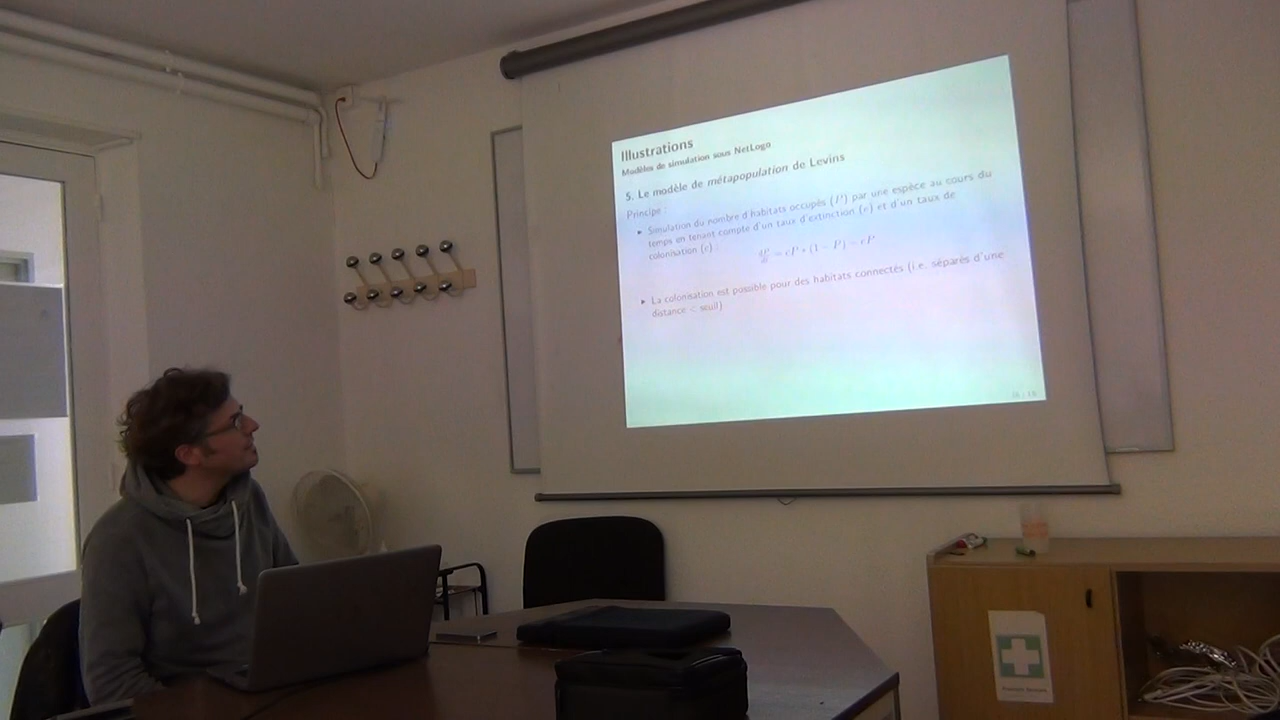 Illustrations
Modèles de simulation sous NetLogo
5. Le modèle de métapopulation de Levins
Principe :
▶ Simulation du nombre d'habitats occupés (P) par une espèce au cours du
temps en tenant compte d'un taux d'extinction (e) et d'un taux de
colonisation (c) :
dP/dt = cP * (1 − P) − eP
▶ La colonisation est possible pour des habitats connectés (i.e. séparés d'une
distance < seuil)